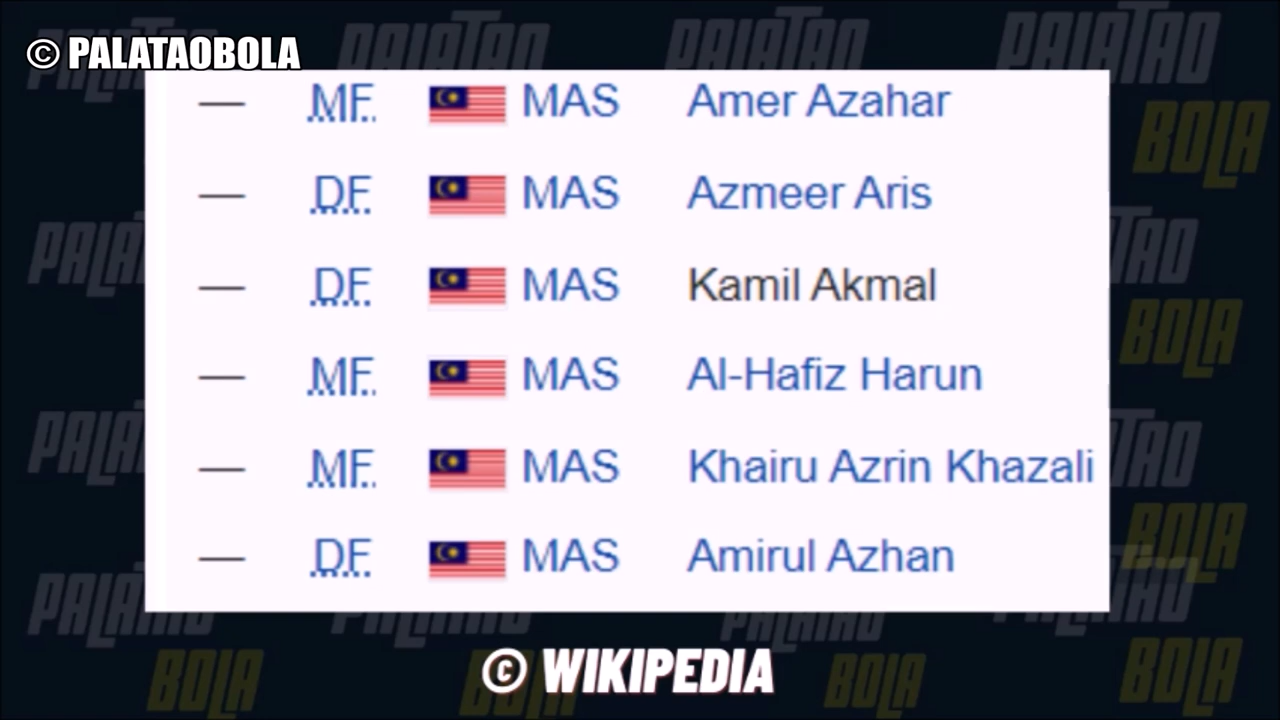 © PALATAOBOLA
— MF MAS Amer Azahar
— DF MAS Azmeer Aris
— DF MAS Kamil Akmal
— MF MAS Al-Hafiz Harun
— MF MAS Khairu Azrin Khazali
— DF MAS Amirul Azhan
© WIKIPEDIA